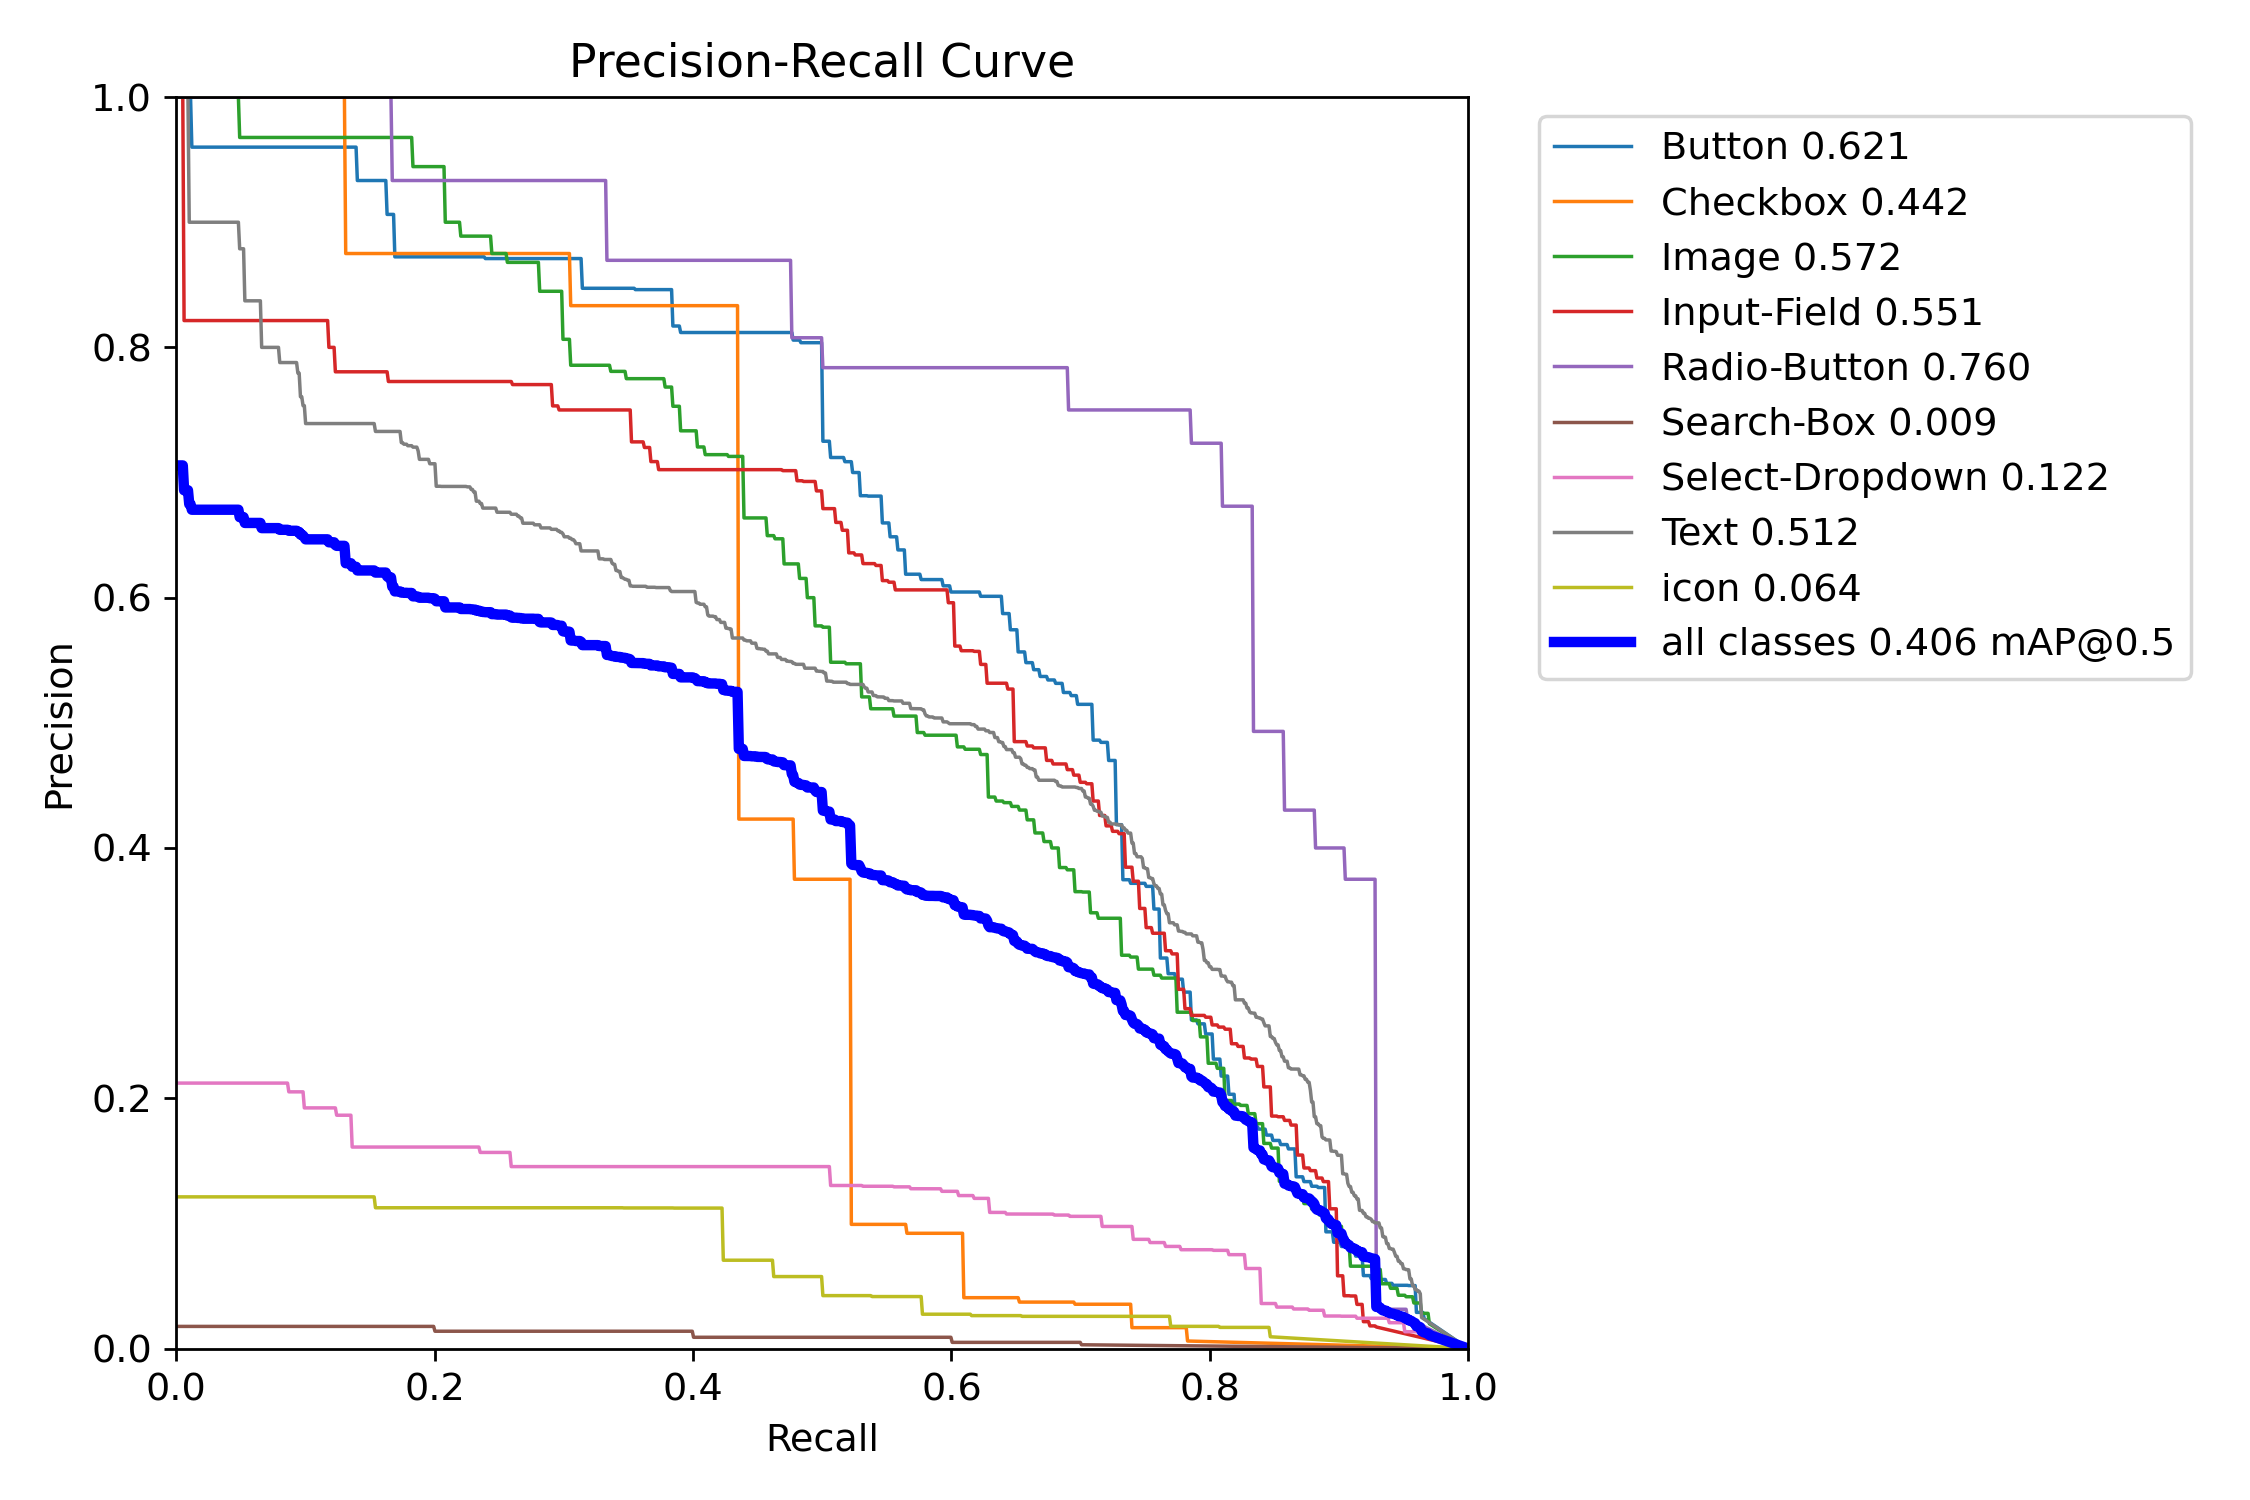 Precision-Recall Curve
1.0
0.8
0.6
0.4
0.2
0.0
Precision
0.0 0.2 0.4 0.6 0.8 1.0
Recall
Button 0.621
Checkbox 0.442
Image 0.572
Input-Field 0.551
Radio-Button 0.760
Search-Box 0.009
Select-Dropdown 0.122
Text 0.512
icon 0.064
all classes 0.406 mAP@0.5